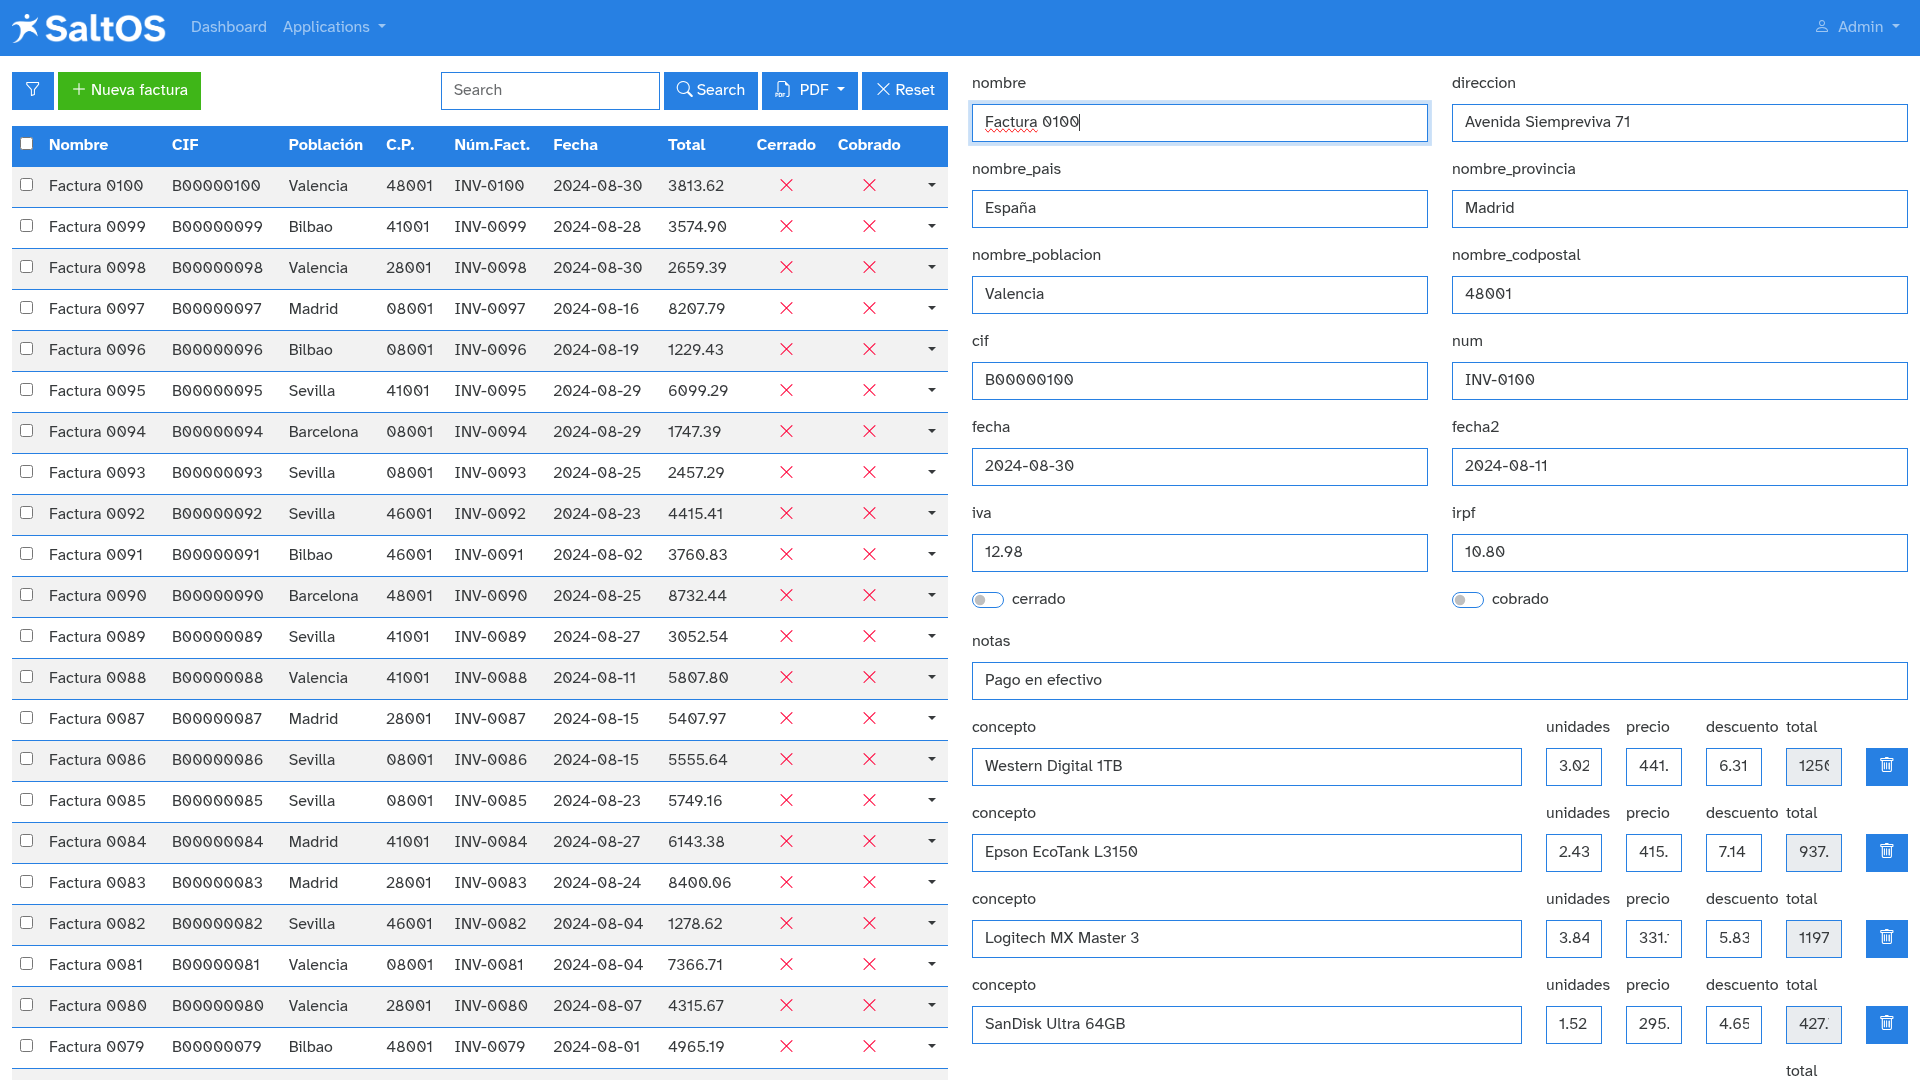 SaltOS Dashboard Applications Admin
Nueva factura Search Search PDF Reset
Nombre CIF Población C.P. Núm.Fact. Fecha Total Cerrado Cobrado
Factura 0100 B00000100 Valencia 48001 INV-0100 2024-08-30 3813.62
Factura 0099 B00000099 Bilbao 41001 INV-0099 2024-08-28 3574.90
Factura 0098 B00000098 Valencia 28001 INV-0098 2024-08-30 2659.39
Factura 0097 B00000097 Madrid 08001 INV-0097 2024-08-16 8207.79
Factura 0096 B00000096 Bilbao 08001 INV-0096 2024-08-19 1229.43
Factura 0095 B00000095 Sevilla 41001 INV-0095 2024-08-29 6099.29
Factura 0094 B00000094 Barcelona 08001 INV-0094 2024-08-29 1747.39
Factura 0093 B00000093 Sevilla 08001 INV-0093 2024-08-25 2457.29
Factura 0092 B00000092 Sevilla 46001 INV-0092 2024-08-23 4415.41
Factura 0091 B00000091 Bilbao 46001 INV-0091 2024-08-02 3760.83
Factura 0090 B00000090 Barcelona 48001 INV-0090 2024-08-25 8732.44
Factura 0089 B00000089 Sevilla 41001 INV-0089 2024-08-27 3052.54
Factura 0088 B00000088 Valencia 41001 INV-0088 2024-08-11 5807.80
Factura 0087 B00000087 Madrid 28001 INV-0087 2024-08-15 5407.97
Factura 0086 B00000086 Sevilla 08001 INV-0086 2024-08-15 5555.64
Factura 0085 B00000085 Sevilla 08001 INV-0085 2024-08-23 5749.16
Factura 0084 B00000084 Madrid 41001 INV-0084 2024-08-27 6143.38
Factura 0083 B00000083 Madrid 28001 INV-0083 2024-08-24 8400.06
Factura 0082 B00000082 Sevilla 46001 INV-0082 2024-08-04 1278.62
Factura 0081 B00000081 Valencia 08001 INV-0081 2024-08-04 7366.71
Factura 0080 B00000080 Valencia 28001 INV-0080 2024-08-07 4315.67
Factura 0079 B00000079 Bilbao 48001 INV-0079 2024-08-01 4965.19
nombre direccion
Factura 0100 Avenida Siempreviva 71
nombre_pais nombre_provincia
España Madrid
nombre_poblacion nombre_codpostal
Valencia 48001
cif num
B00000100 INV-0100
fecha fecha2
2024-08-30 2024-08-11
iva irpf
12.98 10.80
cerrado cobrado
notas
Pago en efectivo
concepto unidades precio descuento total
Western Digital 1TB 3.02 441. 6.31 125
concepto unidades precio descuento total
Epson EcoTank L3150 2.43 415. 7.14 937.
concepto unidades precio descuento total
Logitech MX Master 3 3.84 331. 5.83 1197
concepto unidades precio descuento total
SanDisk Ultra 64GB 1.52 295. 4.65 427.
total